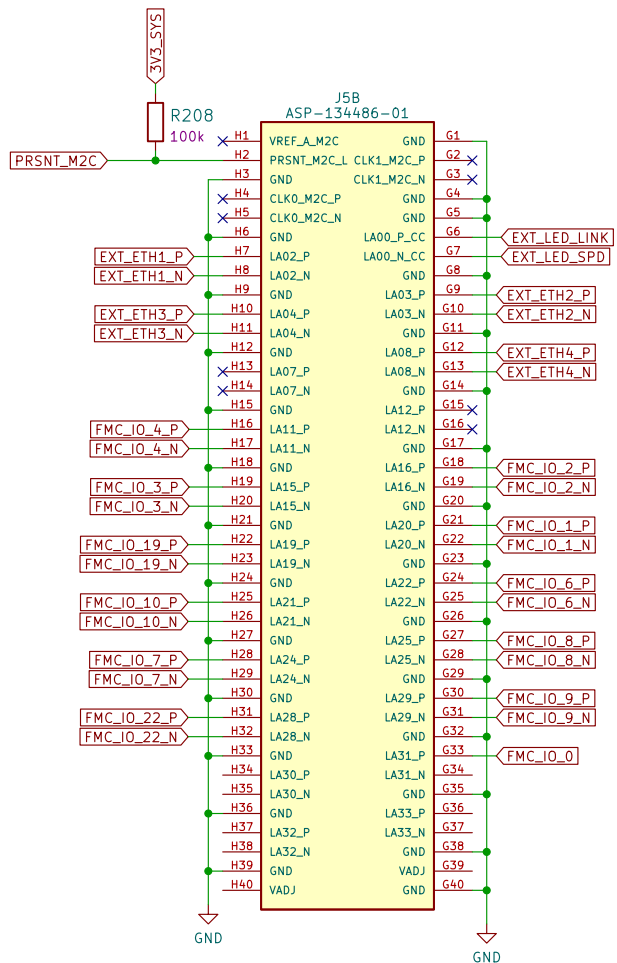 3V3_SYS
R208
100k
PRSNT_M2C
J5B
ASP-134486-01
H1 VREF_A_M2C GND G1
H2 PRSNT_M2C_L CLK1_M2C_P G2
H3 GND CLK1_M2C_N G3
H4 CLK0_M2C_P GND G4
H5 CLK0_M2C_N GND G5
H6 GND LA00_P_CC G6 EXT_LED_LINK
EXT_ETH1_P H7 LA02_P LA00_N_CC G7 EXT_LED_SPD
EXT_ETH1_N H8 LA02_N GND G8
H9 GND LA03_P G9 EXT_ETH2_P
EXT_ETH3_P H10 LA04_P LA03_N G10 EXT_ETH2_N
EXT_ETH3_N H11 LA04_N GND G11
H12 GND LA08_P G12 EXT_ETH4_P
H13 LA07_P LA08_N G13 EXT_ETH4_N
H14 LA07_N GND G14
H15 GND LA12_P G15
FMC_IO_4_P H16 LA11_P LA12_N G16
FMC_IO_4_N H17 LA11_N GND G17
H18 GND LA16_P G18 FMC_IO_2_P
FMC_IO_3_P H19 LA15_P LA16_N G19 FMC_IO_2_N
FMC_IO_3_N H20 LA15_N GND G20
H21 GND LA20_P G21 FMC_IO_1_P
FMC_IO_19_P H22 LA19_P LA20_N G22 FMC_IO_1_N
FMC_IO_19_N H23 LA19_N GND G23
H24 GND LA22_P G24 FMC_IO_6_P
FMC_IO_10_P H25 LA21_P LA22_N G25 FMC_IO_6_N
FMC_IO_10_N H26 LA21_N GND G26
H27 GND LA25_P G27 FMC_IO_8_P
FMC_IO_7_P H28 LA24_P LA25_N G28 FMC_IO_8_N
FMC_IO_7_N H29 LA24_N GND G29
H30 GND LA29_P G30 FMC_IO_9_P
FMC_IO_22_P H31 LA28_P LA29_N G31 FMC_IO_9_N
FMC_IO_22_N H32 LA28_N GND G32
H33 GND LA31_P G33 FMC_IO_0
H34 LA30_P LA31_N G34
H35 LA30_N GND G35
H36 GND LA33_P G36
H37 LA32_P LA33_N G37
H38 LA32_N GND G38
H39 GND VADJ G39
H40 VADJ GND G40
GND
GND